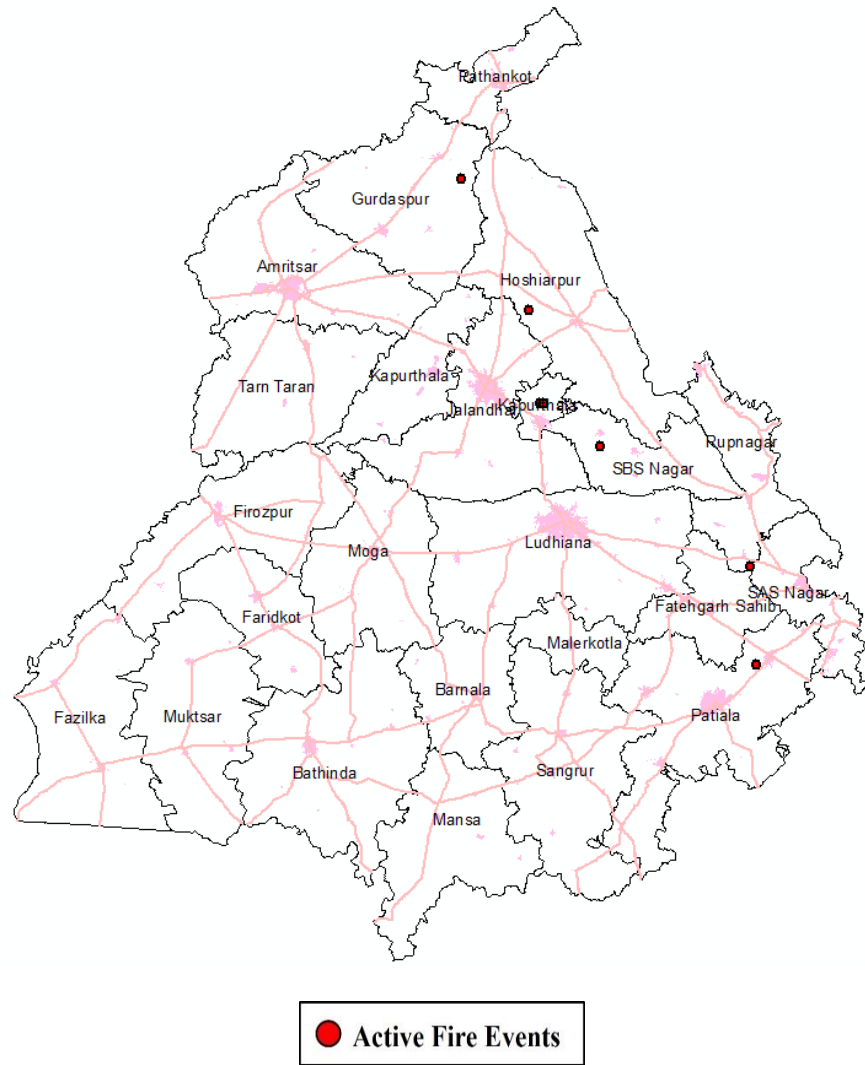 Pathankot
Gurdaspur
Amritsar
Hoshiarpur
Tarn Taran
Kapurthala
Jalandhar
Kapurthala
Rupnagar
SBS Nagar
Firozpur
Moga
Ludhiana
SAS Nagar
Fatehgarh Sahib
Faridkot
Malerkotla
Barnala
Fazilka
Muktsar
Patiala
Bathinda
Sangrur
Mansa
Active Fire Events